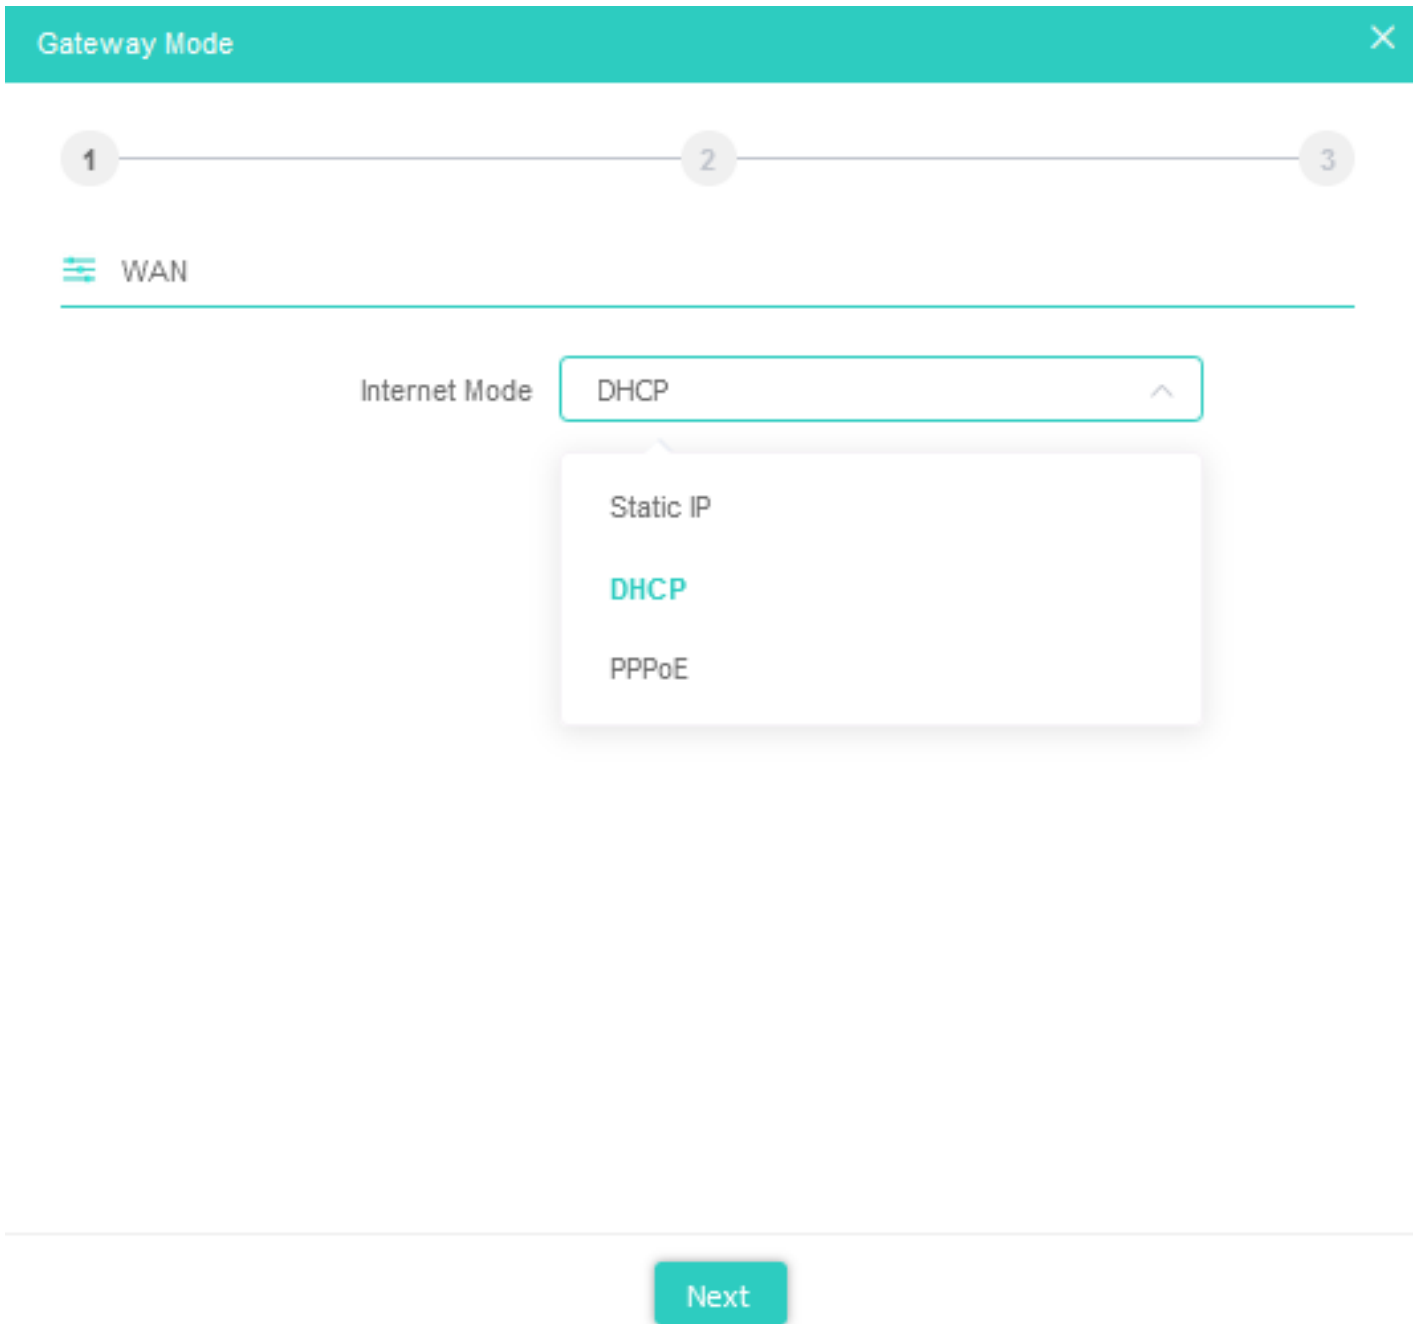 Gateway Mode
1 2 3
WAN
Internet Mode DHCP
Static IP
DHCP
PPPoE
Next